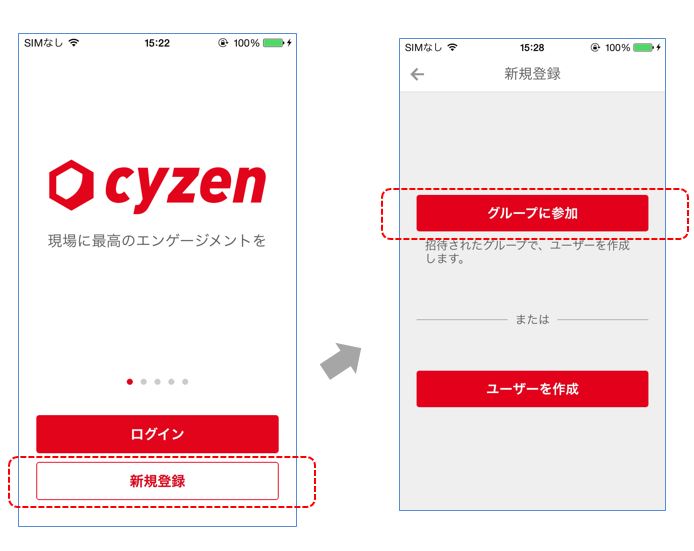 SIMなし 15:22 100%
cyzen
現場に最高のエンゲージメントを
ログイン
新規登録
SIMなし 15:28 100%
新規登録
グループに参加
招待されたグループで、ユーザーを作成
します。
または
ユーザーを作成